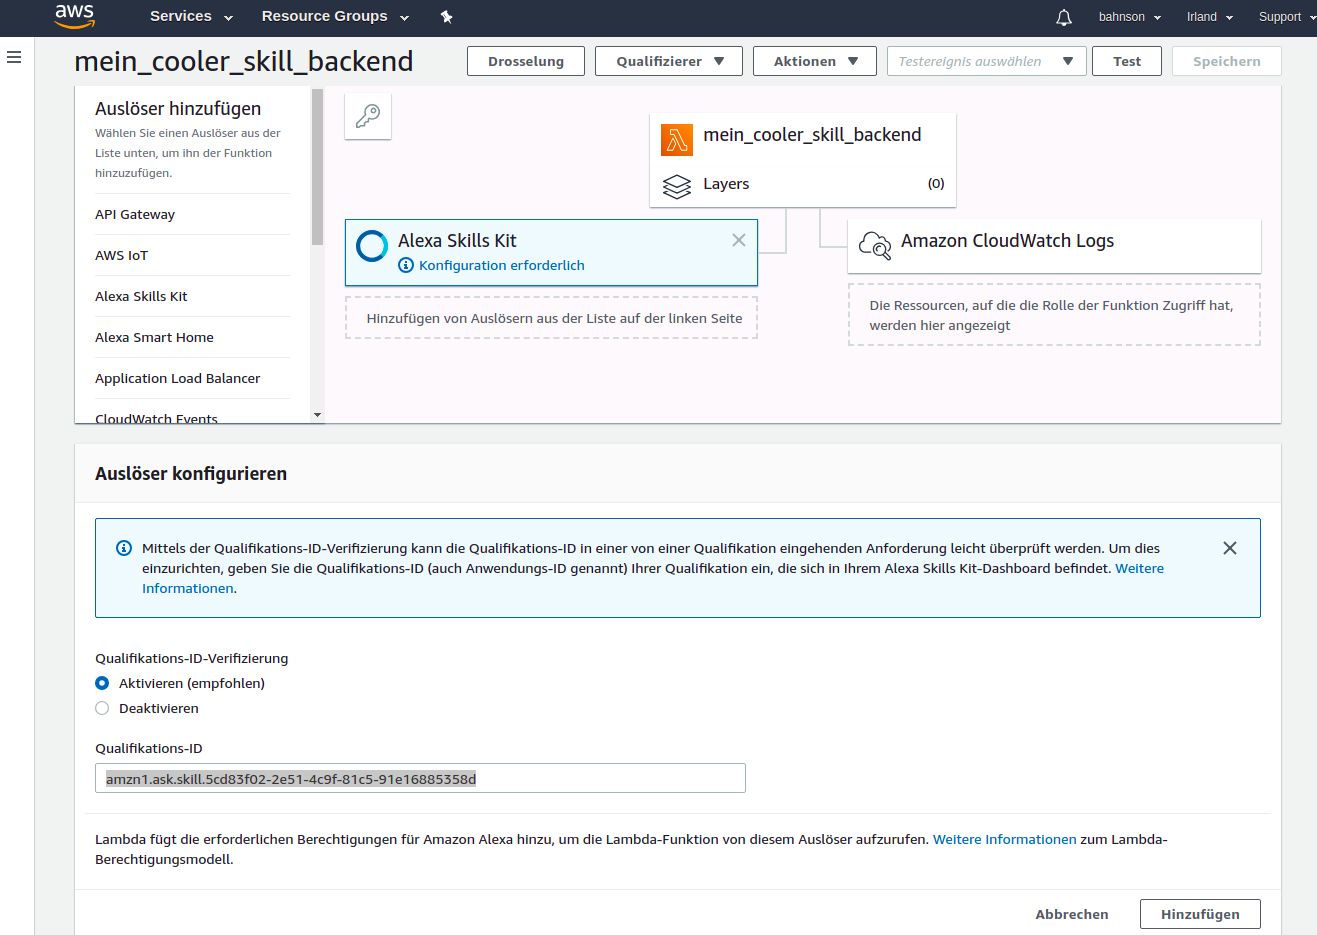 aws Services Resource Groups bahnson Irland Support
mein_cooler_skill_backend Drosselung Qualifizierer Aktionen Testereignis auswählen Test Speichern
Auslöser hinzufügen
Wählen Sie einen Auslöser aus der
Liste unten, um ihn der Funktion
hinzuzufügen.
API Gateway
AWS IoT
Alexa Skills Kit
Alexa Smart Home
Application Load Balancer
CloudWatch Events
mein_cooler_skill_backend
Layers (0)
Alexa Skills Kit
Konfiguration erforderlich
Hinzufügen von Auslösern aus der Liste auf der linken Seite
Amazon CloudWatch Logs
Die Ressourcen, auf die die Rolle der Funktion Zugriff hat,
werden hier angezeigt
Auslöser konfigurieren
Mittels der Qualifikations-ID-Verifizierung kann die Qualifikations-ID in einer von einer Qualifikation eingehenden Anforderung leicht überprüft werden. Um dies
einzurichten, geben Sie die Qualifikations-ID (auch Anwendungs-ID genannt) Ihrer Qualifikation ein, die sich in Ihrem Alexa Skills Kit-Dashboard befindet. Weitere
Informationen.
Qualifikations-ID-Verifizierung
Aktivieren (empfohlen)
Deaktivieren
Qualifikations-ID
amzn1.ask.skill.5cd83f02-2e51-4c9f-81c5-91e16885358d
Lambda fügt die erforderlichen Berechtigungen für Amazon Alexa hinzu, um die Lambda-Funktion von diesem Auslöser aufzurufen. Weitere Informationen zum Lambda-
Berechtigungsmodell.
Abbrechen Hinzufügen